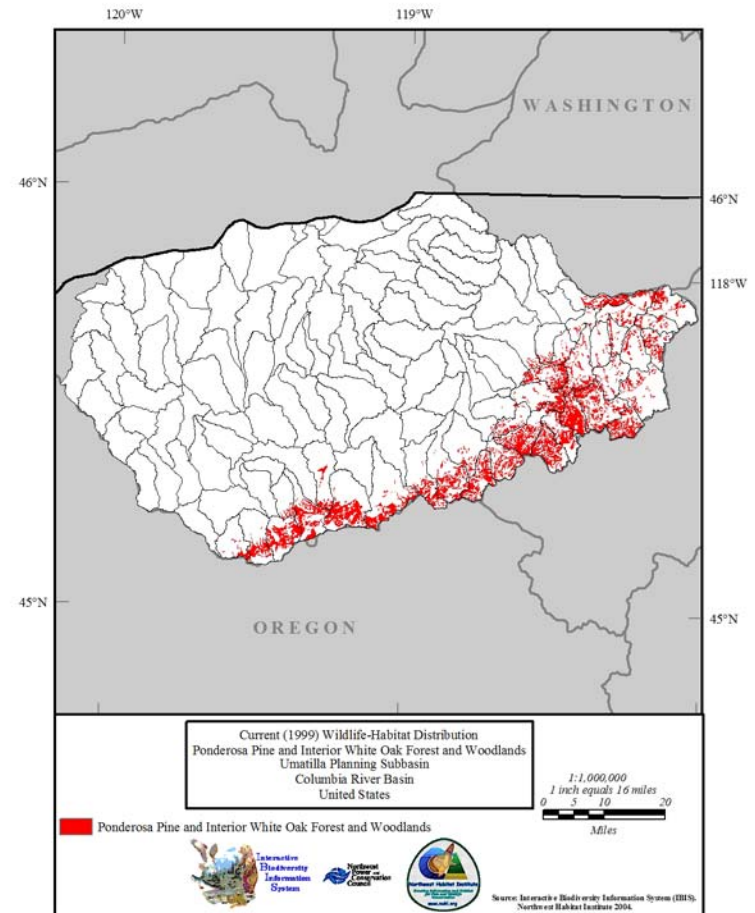 120°W
119°W
WASHINGTON
46°N
46°N
118°W
45°N
45°N
OREGON
Current (1999) Wildlife-Habitat Distribution
Ponderosa Pine and Interior White Oak Forest and Woodlands
Umatilla Planning Subbasin
Columbia River Basin
United States
1:1,000,000
1 inch equals 16 miles
0 5 10 20
Miles
Ponderosa Pine and Interior White Oak Forest and Woodlands
Interactive
Biodiversity
Information
System
Northwest
Power and
Conservation
Council
Northwest Habitat Institute
Source: Interactive Biodiversity Information System (IBIS).
Northwest Habitat Institute 2004.